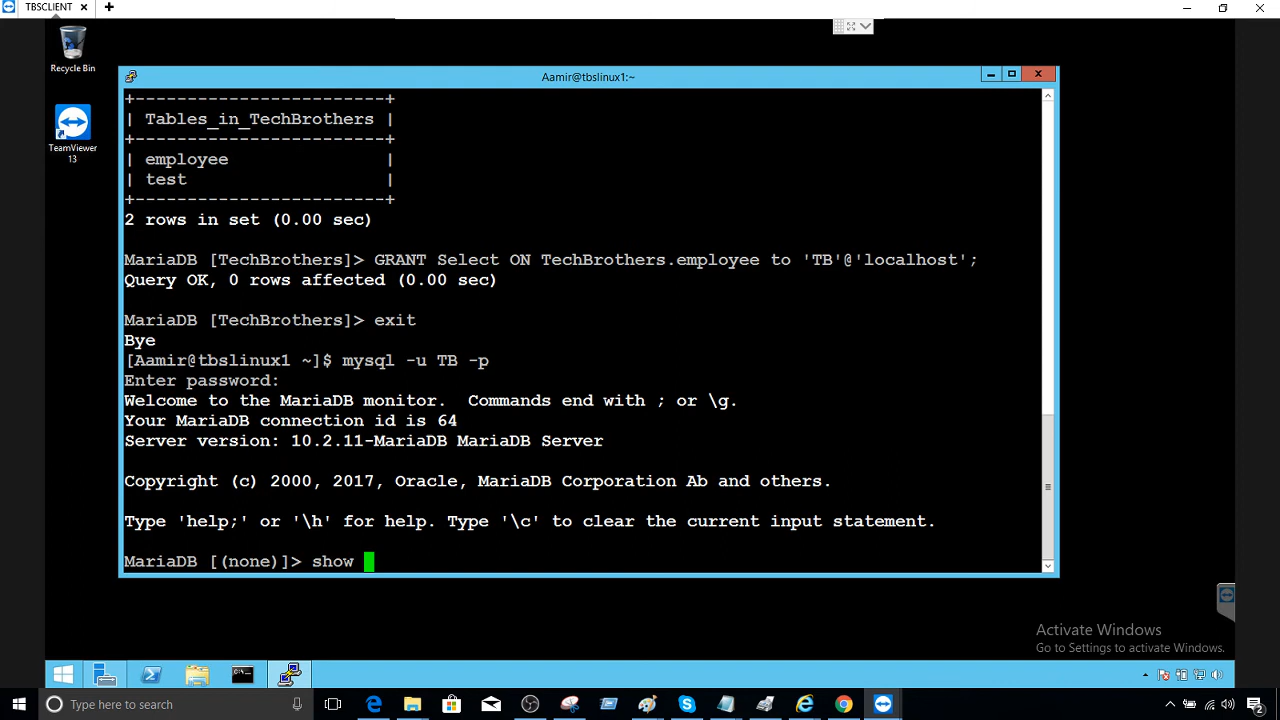 TBSCLIENT
Recycle Bin
TeamViewer
13
Aamir@tbslinux1:~
+------------------------+
| Tables_in_TechBrothers |
+------------------------+
| employee               |
| test                   |
+------------------------+
2 rows in set (0.00 sec)
MariaDB [TechBrothers]> GRANT Select ON TechBrothers.employee to 'TB'@'localhost';
Query OK, 0 rows affected (0.00 sec)
MariaDB [TechBrothers]> exit
Bye
[Aamir@tbslinux1 ~]$ mysql -u TB -p
Enter password:
Welcome to the MariaDB monitor.  Commands end with ; or \g.
Your MariaDB connection id is 64
Server version: 10.2.11-MariaDB MariaDB Server
Copyright (c) 2000, 2017, Oracle, MariaDB Corporation Ab and others.
Type 'help;' or '\h' for help. Type '\c' to clear the current input statement.
MariaDB [(none)]> show
Activate Windows
Go to Settings to activate Windows.
Type here to search
2